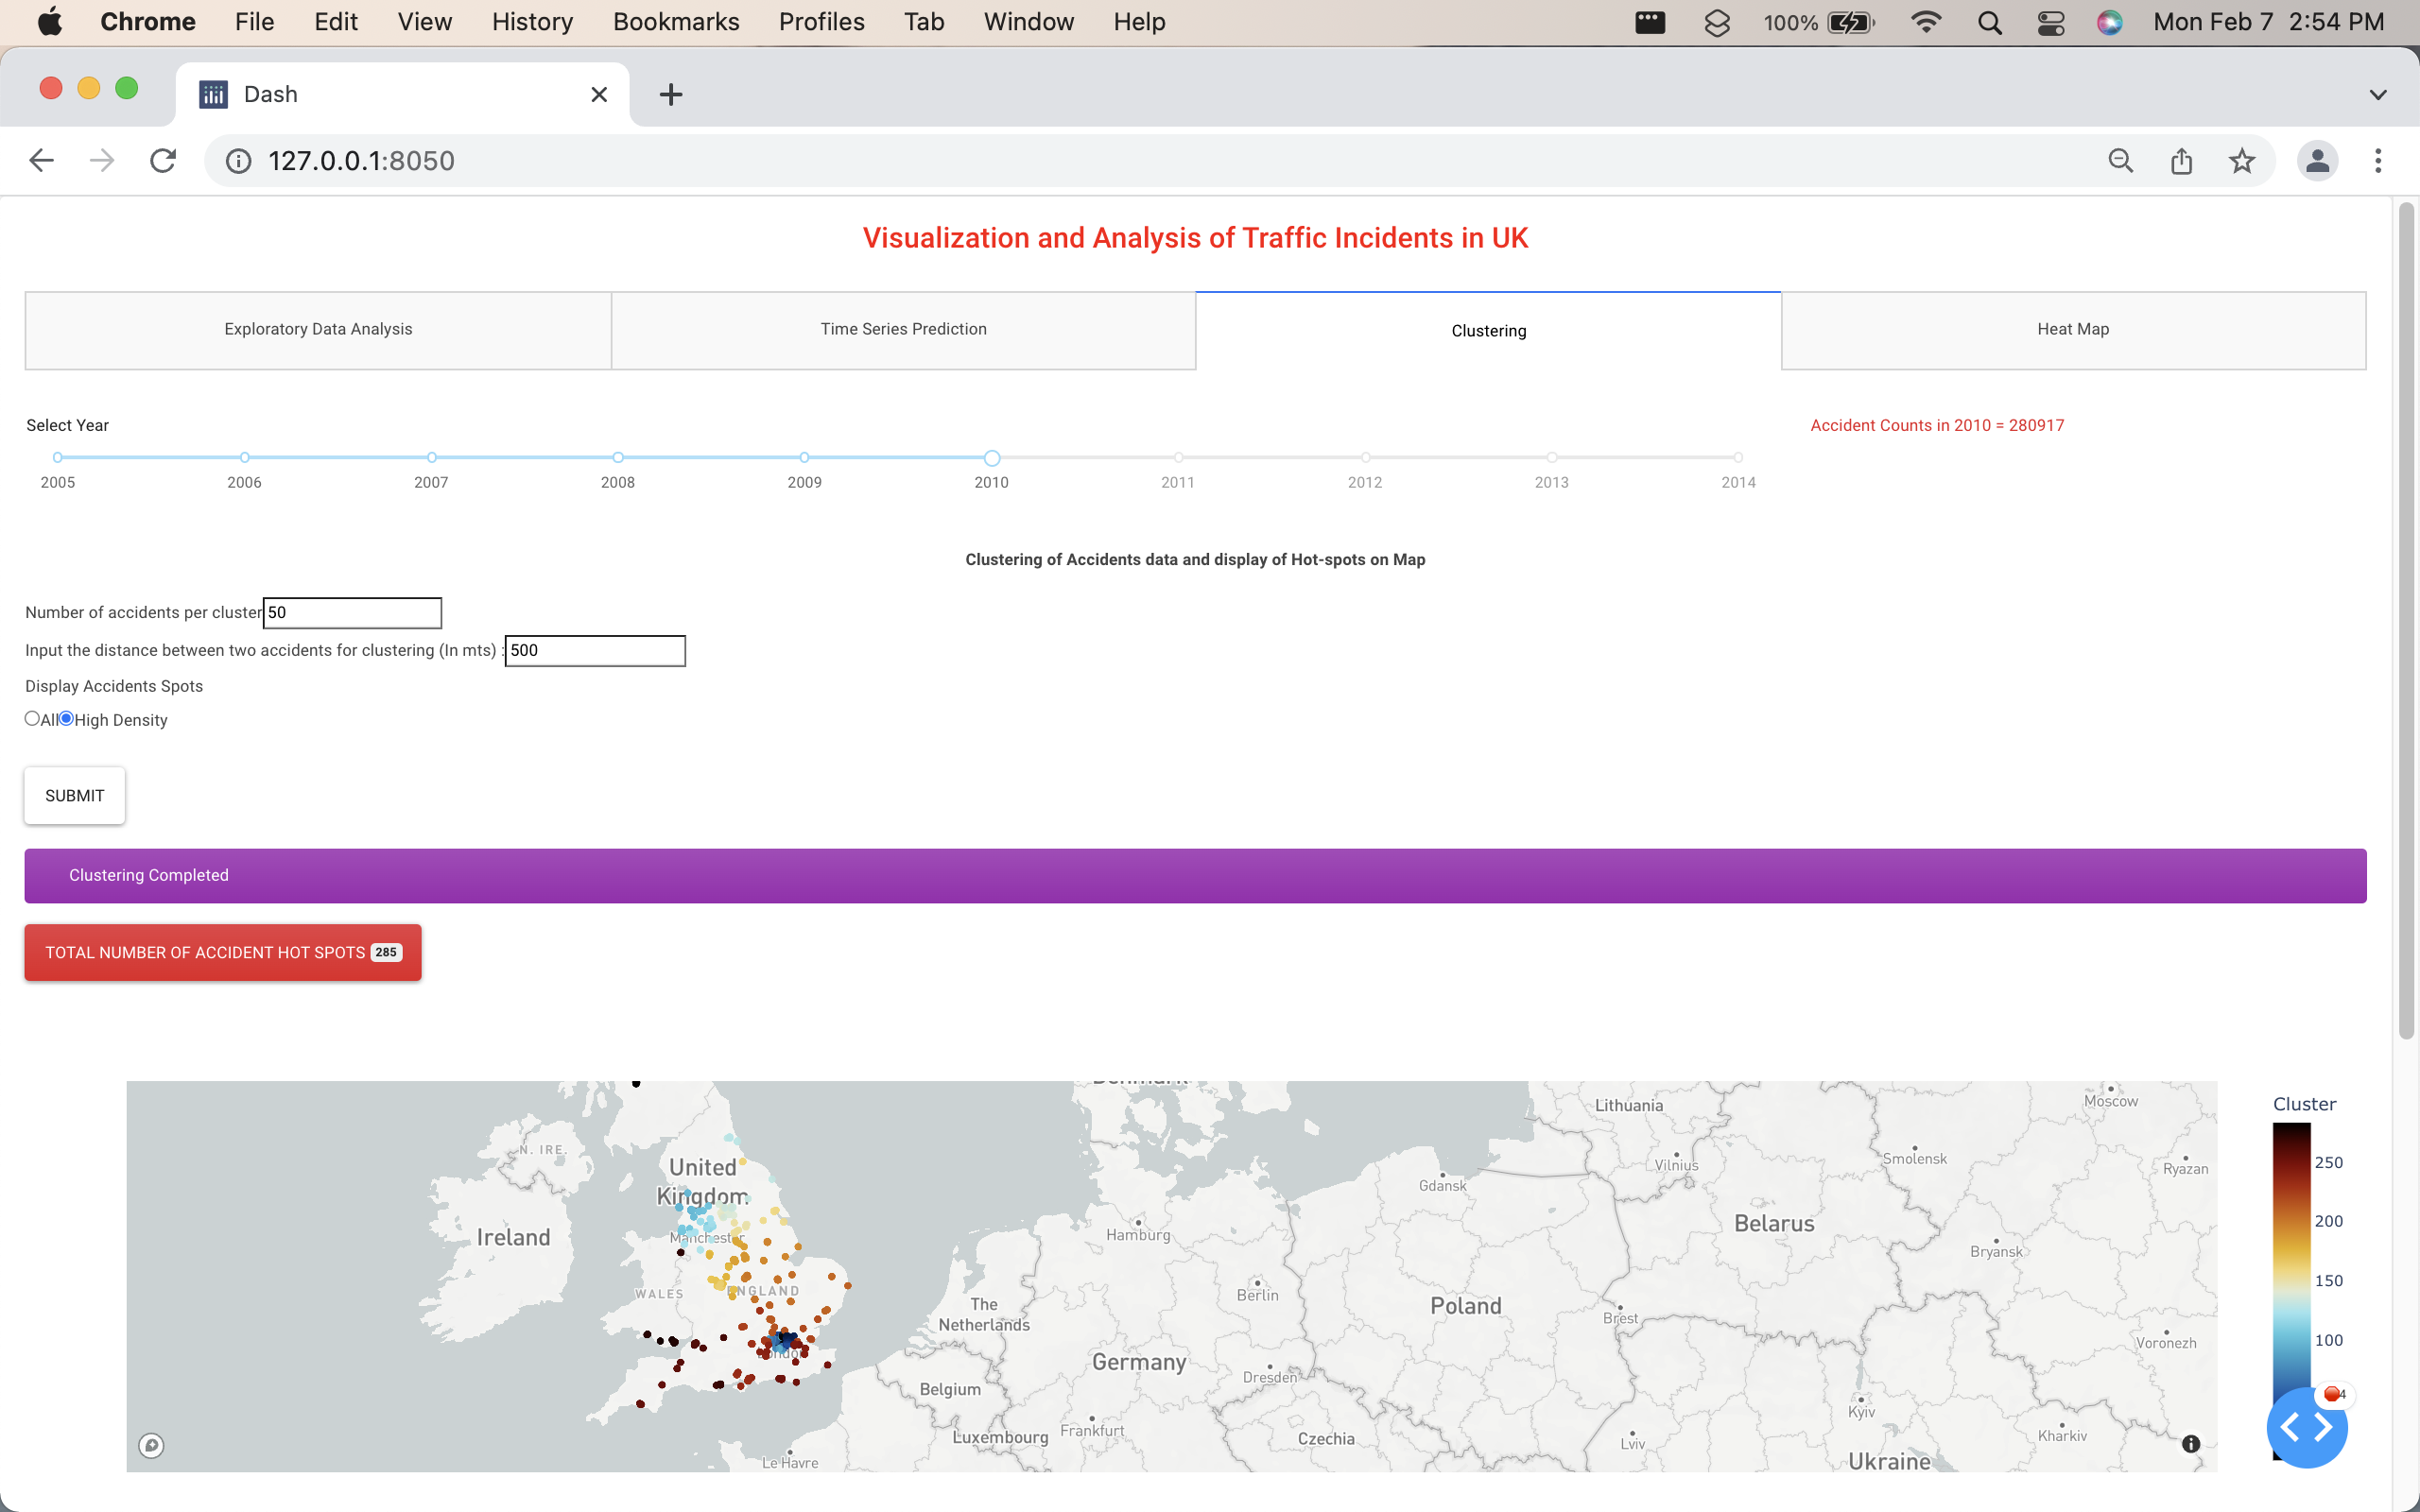 Chrome File Edit View History Bookmarks Profiles Tab Window Help 100% Mon Feb 7 2:54 PM
Dash
127.0.0.1:8050
Visualization and Analysis of Traffic Incidents in UK
Exploratory Data Analysis Time Series Prediction Clustering Heat Map
Select Year Accident Counts in 2010 = 280917
2005 2006 2007 2008 2009 2010 2011 2012 2013 2014
Clustering of Accidents data and display of Hot-spots on Map
Number of accidents per cluster 50
Input the distance between two accidents for clustering (In mts) : 500
Display Accidents Spots
All High Density
SUBMIT
Clustering Completed
TOTAL NUMBER OF ACCIDENT HOT SPOTS 285
Denmark
Lithuania
Moscow
Cluster
N. IRE.
United
Kingdom
Vilnius
Smolensk
Ryazan
250
Gdansk
Ireland
Manchester
Hamburg
Belarus
200
Bryansk
WALES
ENGLAND
Berlin
150
The
Netherlands
Poland
Brest
London
Voronezh
100
Germany
Dresden
Belgium
Kyiv
4
Luxembourg
Frankfurt
Czechia
Lviv
Kharkiv
Le Havre
Ukraine